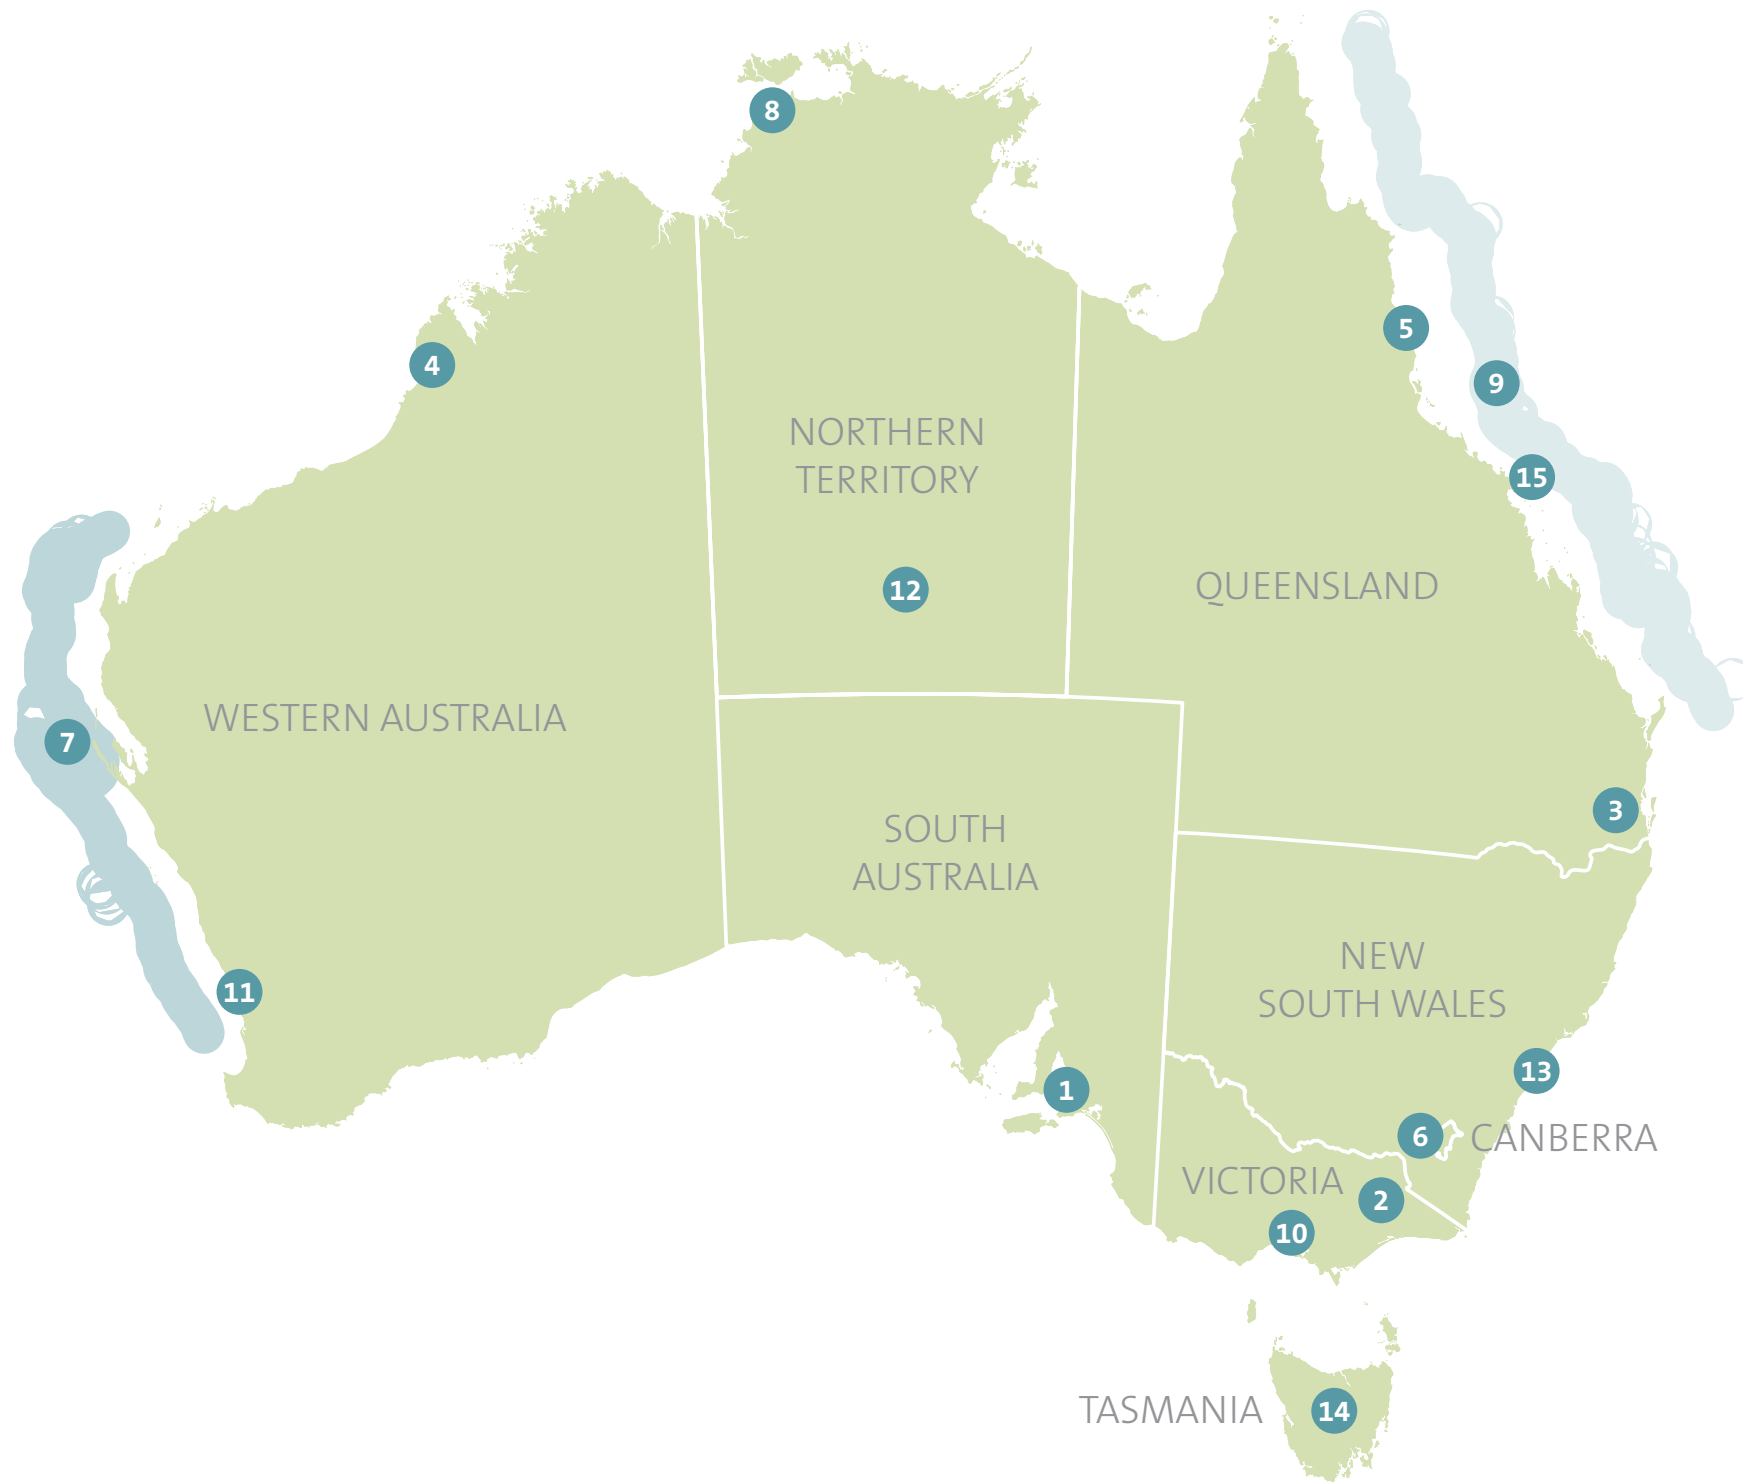 8
5
4
9
NORTHERN
TERRITORY
15
12
QUEENSLAND
WESTERN AUSTRALIA
7
3
SOUTH
AUSTRALIA
NEW
SOUTH WALES
11
13
1
6
CANBERRA
VICTORIA
2
10
TASMANIA
14